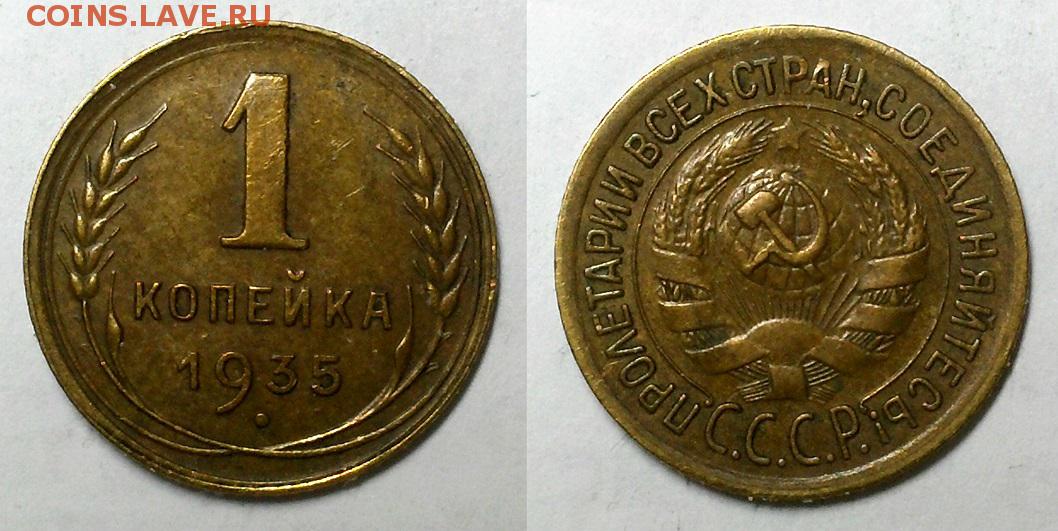 COINS.LAVE.RU
1
КОПЕЙКА
1935
ПРОЛЕТАРИИ ВСЕХ СТРАН, СОЕДИНЯЙТЕСЬ!
С.С.С.Р.